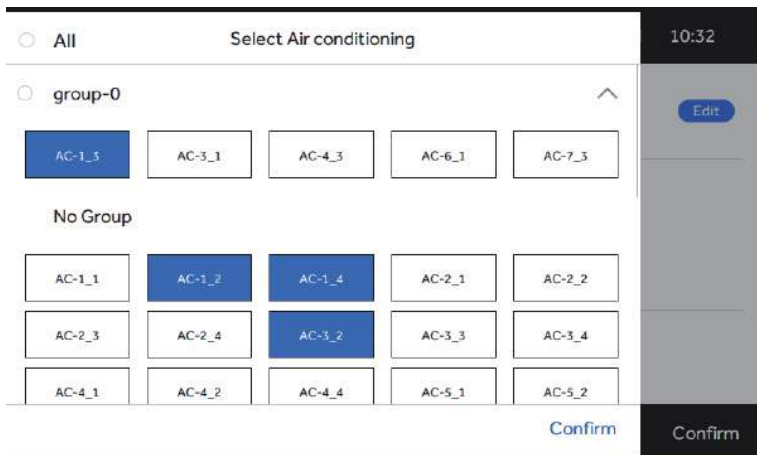 All Select Air conditioning 10:32
group-0
Edit
AC-1_3 AC-3_1 AC-4_3 AC-6_1 AC-7_3
No Group
AC-1_1 AC-1_2 AC-1_4 AC-2_1 AC-2_2
AC-2_3 AC-2_4 AC-3_2 AC-3_3 AC-3_4
AC-4_1 AC-4_2 AC-4_4 AC-5_1 AC-5_2
Confirm Confirm